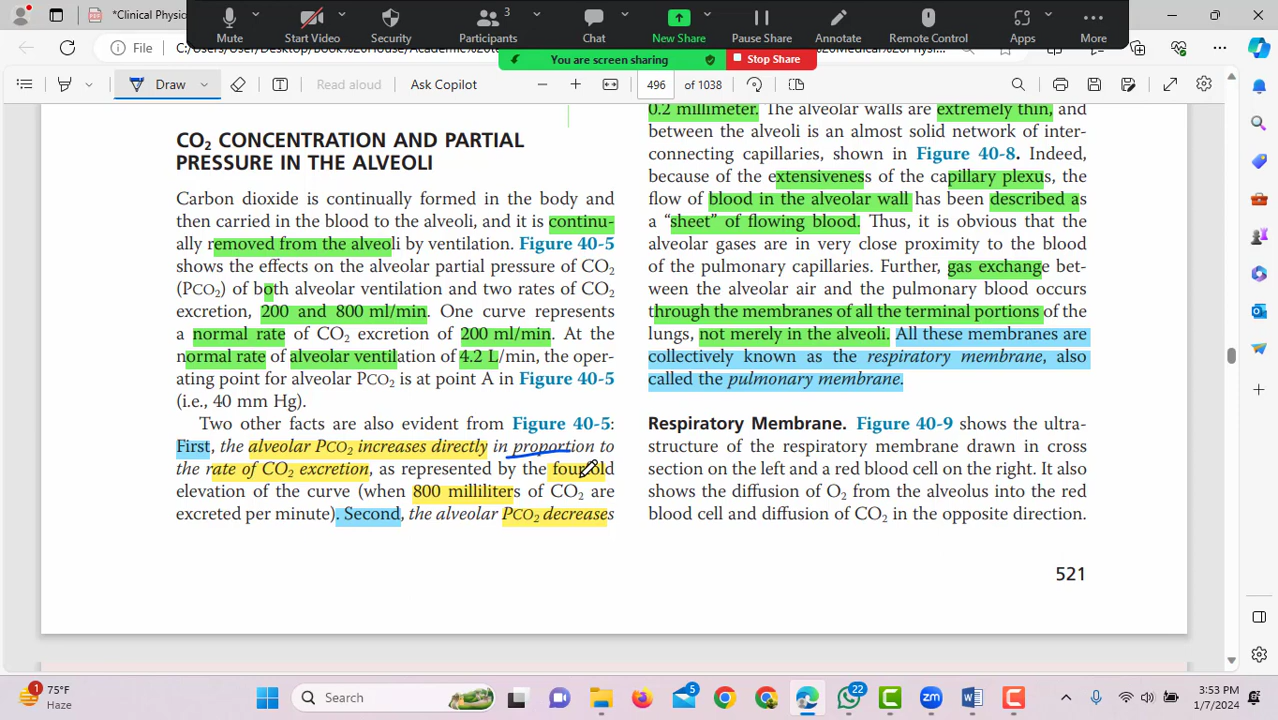 "Clinical Physio
3
Mute
Start Video
Security
Participants
Chat
New Share
Pause Share
Annotate
Remote Control
Apps
More
File
You are screen sharing
Stop Share
Draw
Read aloud
Ask Copilot
496
of 1038
CO₂ CONCENTRATION AND PARTIAL
PRESSURE IN THE ALVEOLI
Carbon dioxide is continually formed in the body and
then carried in the blood to the alveoli, and it is continu-
ally removed from the alveoli by ventilation. Figure 40-5
shows the effects on the alveolar partial pressure of CO₂
(PCO₂) of both alveolar ventilation and two rates of CO₂
excretion, 200 and 800 ml/min. One curve represents
a normal rate of CO₂ excretion of 200 ml/min. At the
normal rate of alveolar ventilation of 4.2 L/min, the oper-
ating point for alveolar PCO₂ is at point A in Figure 40-5
(i.e., 40 mm Hg).
Two other facts are also evident from Figure 40-5:
First, the alveolar PCO₂ increases directly in proportion to
the rate of CO₂ excretion, as represented by the fourfold
elevation of the curve (when 800 milliliters of CO₂ are
excreted per minute). Second, the alveolar PCO₂ decreases
0.2 millimeter. The alveolar walls are extremely thin, and
between the alveoli is an almost solid network of inter-
connecting capillaries, shown in Figure 40-8. Indeed,
because of the extensiveness of the capillary plexus, the
flow of blood in the alveolar wall has been described as
a “sheet” of flowing blood. Thus, it is obvious that the
alveolar gases are in very close proximity to the blood
of the pulmonary capillaries. Further, gas exchange bet-
ween the alveolar air and the pulmonary blood occurs
through the membranes of all the terminal portions of the
lungs, not merely in the alveoli. All these membranes are
collectively known as the respiratory membrane, also
called the pulmonary membrane.
Respiratory Membrane. Figure 40-9 shows the ultra-
structure of the respiratory membrane drawn in cross
section on the left and a red blood cell on the right. It also
shows the diffusion of O₂ from the alveolus into the red
blood cell and diffusion of CO₂ in the opposite direction.
521
1
75°F
Haze
Search
5
22
zm
3:53 PM
1/7/2024